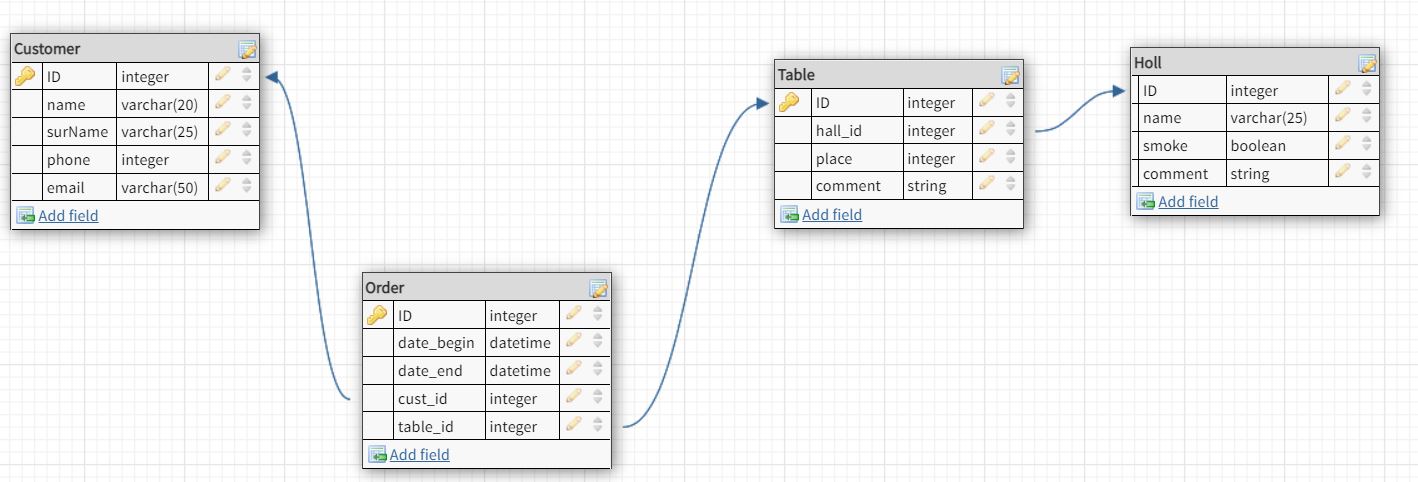 Customer
ID integer
name varchar(20)
surName varchar(25)
phone integer
email varchar(50)
Add field
Order
ID integer
date_begin datetime
date_end datetime
cust_id integer
table_id integer
Add field
Table
ID integer
hall_id integer
place integer
comment string
Add field
Holl
ID integer
name varchar(25)
smoke boolean
comment string
Add field